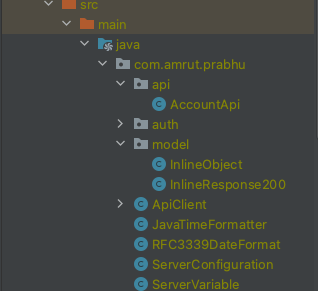 src
main
java
com.amrut.prabhu
api
AccountApi
auth
model
InlineObject
InlineResponse200
ApiClient
JavaTimeFormatter
RFC3339DateFormat
ServerConfiguration
ServerVariable